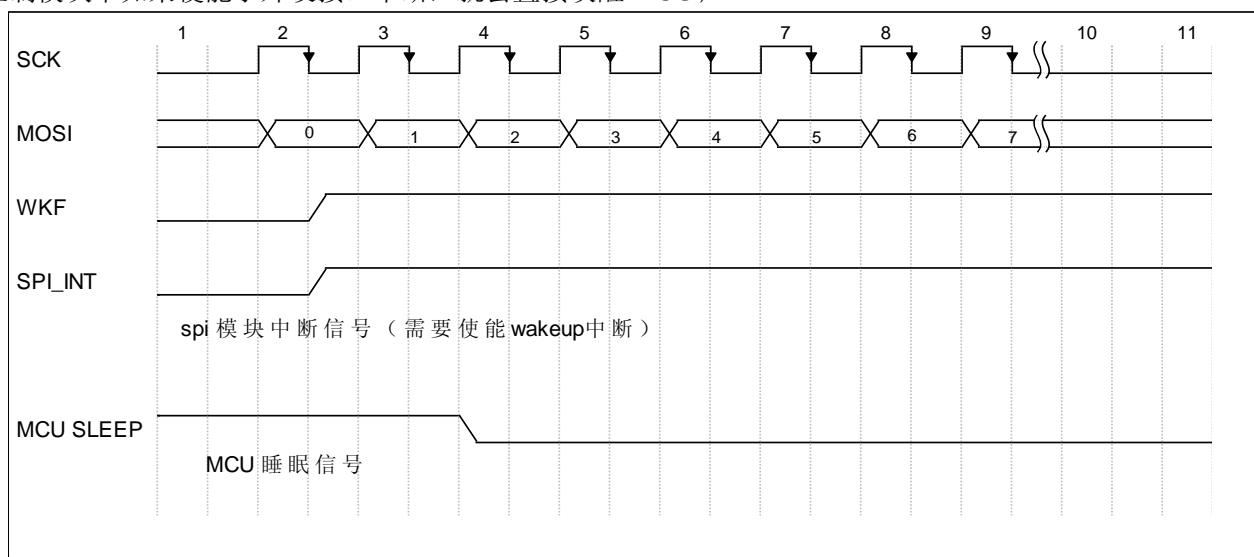 1 2 3 4 5 6 7 8 9 10 11
SCK
MOSI 0 1 2 3 4 5 6 7
WKF
SPI_INT
spi 模块中断信号（需要使能wakeup中断）
MCU SLEEP
MCU 睡眠信号